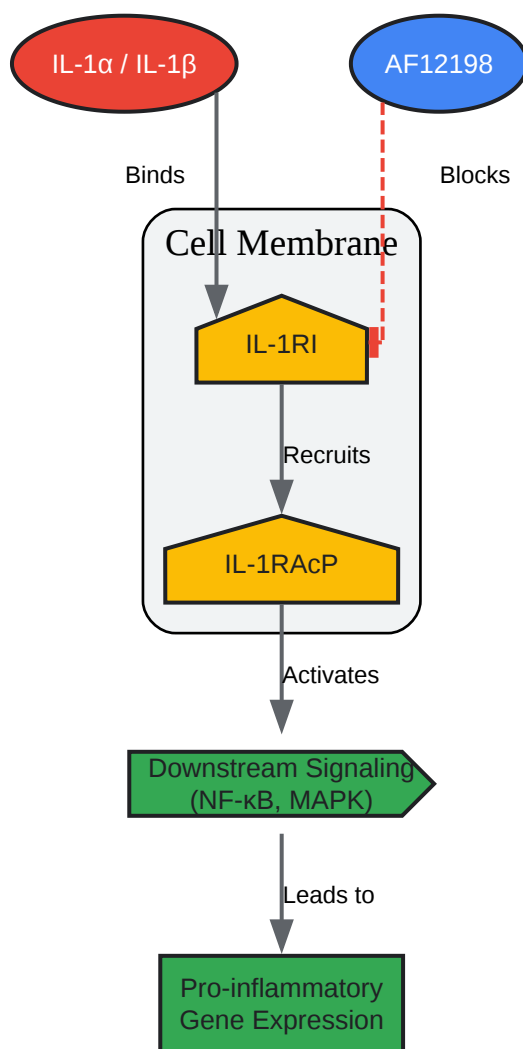 IL-1α / IL-1β
AF12198
Binds
Blocks
Cell Membrane
IL-1RI
Recruits
IL-1RAcP
Activates
Downstream Signaling
(NF-κB, MAPK)
Leads to
Pro-inflammatory
Gene Expression